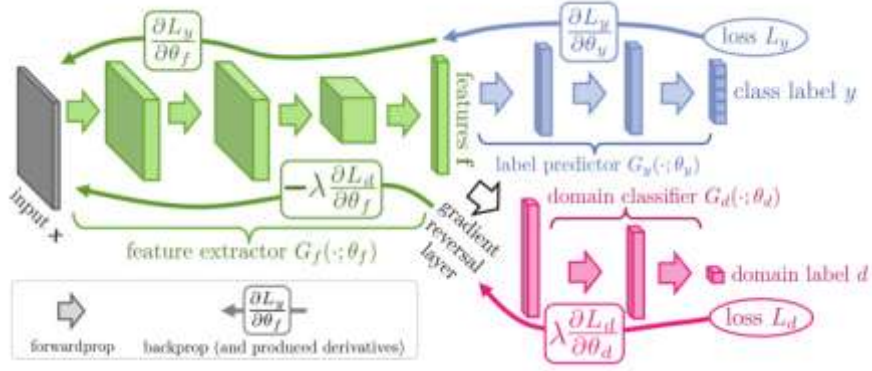 ∂L_y/∂θ_f
∂L_y/∂θ_y
loss L_y
input x
features f
class label y
label predictor G_y(·;θ_y)
−λ ∂L_d/∂θ_f
feature extractor G_f(·;θ_f)
gradient
reversal
layer
domain classifier G_d(·;θ_d)
domain label d
λ ∂L_d/∂θ_d
loss L_d
∂L_y/∂θ_f
forwardprop
backprop (and produced derivatives)